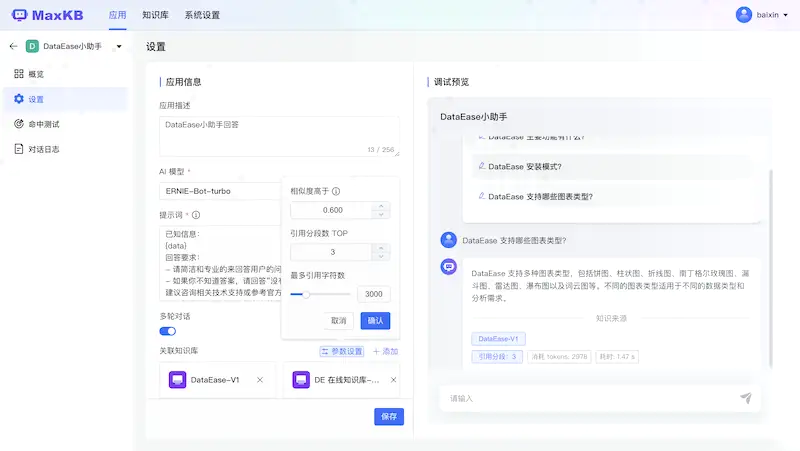 MaxKB
应用
知识库
系统设置
baixin
D
DataEase小助手
概览
设置
命中测试
对话日志
设置
应用信息
应用描述
DataEase小助手回答
13 / 256
AI 模型 *
ERNIE-Bot-turbo
提示词 *
已知信息:
{data}
回答要求:
- 请简洁和专业的来回答用户的问
- 如果你不知道答案, 请回答"没
建议咨询相关技术支持或参考官方
相似度高于
0.600
引用分段数 TOP
3
最多引用字符数
3000
取消
确认
多轮对话
关联知识库
参数设置
+ 添加
DataEase-V1
DE 在线知识库-...
保存
调试预览
DataEase小助手
DataEase 主要功能有什么?
DataEase 安装模式?
DataEase 支持哪些图表类型?
DataEase 支持哪些图表类型?
DataEase 支持多种图表类型, 包括饼图、柱状图、折线图、南丁格尔玫瑰图、漏
斗图、雷达图、瀑布图以及词云图等。不同的图表类型适用于不同的数据类型和
分析需求。
知识来源
DataEase-V1
引用分段: 3
消耗 tokens: 2978
耗时: 1.47 s
请输入